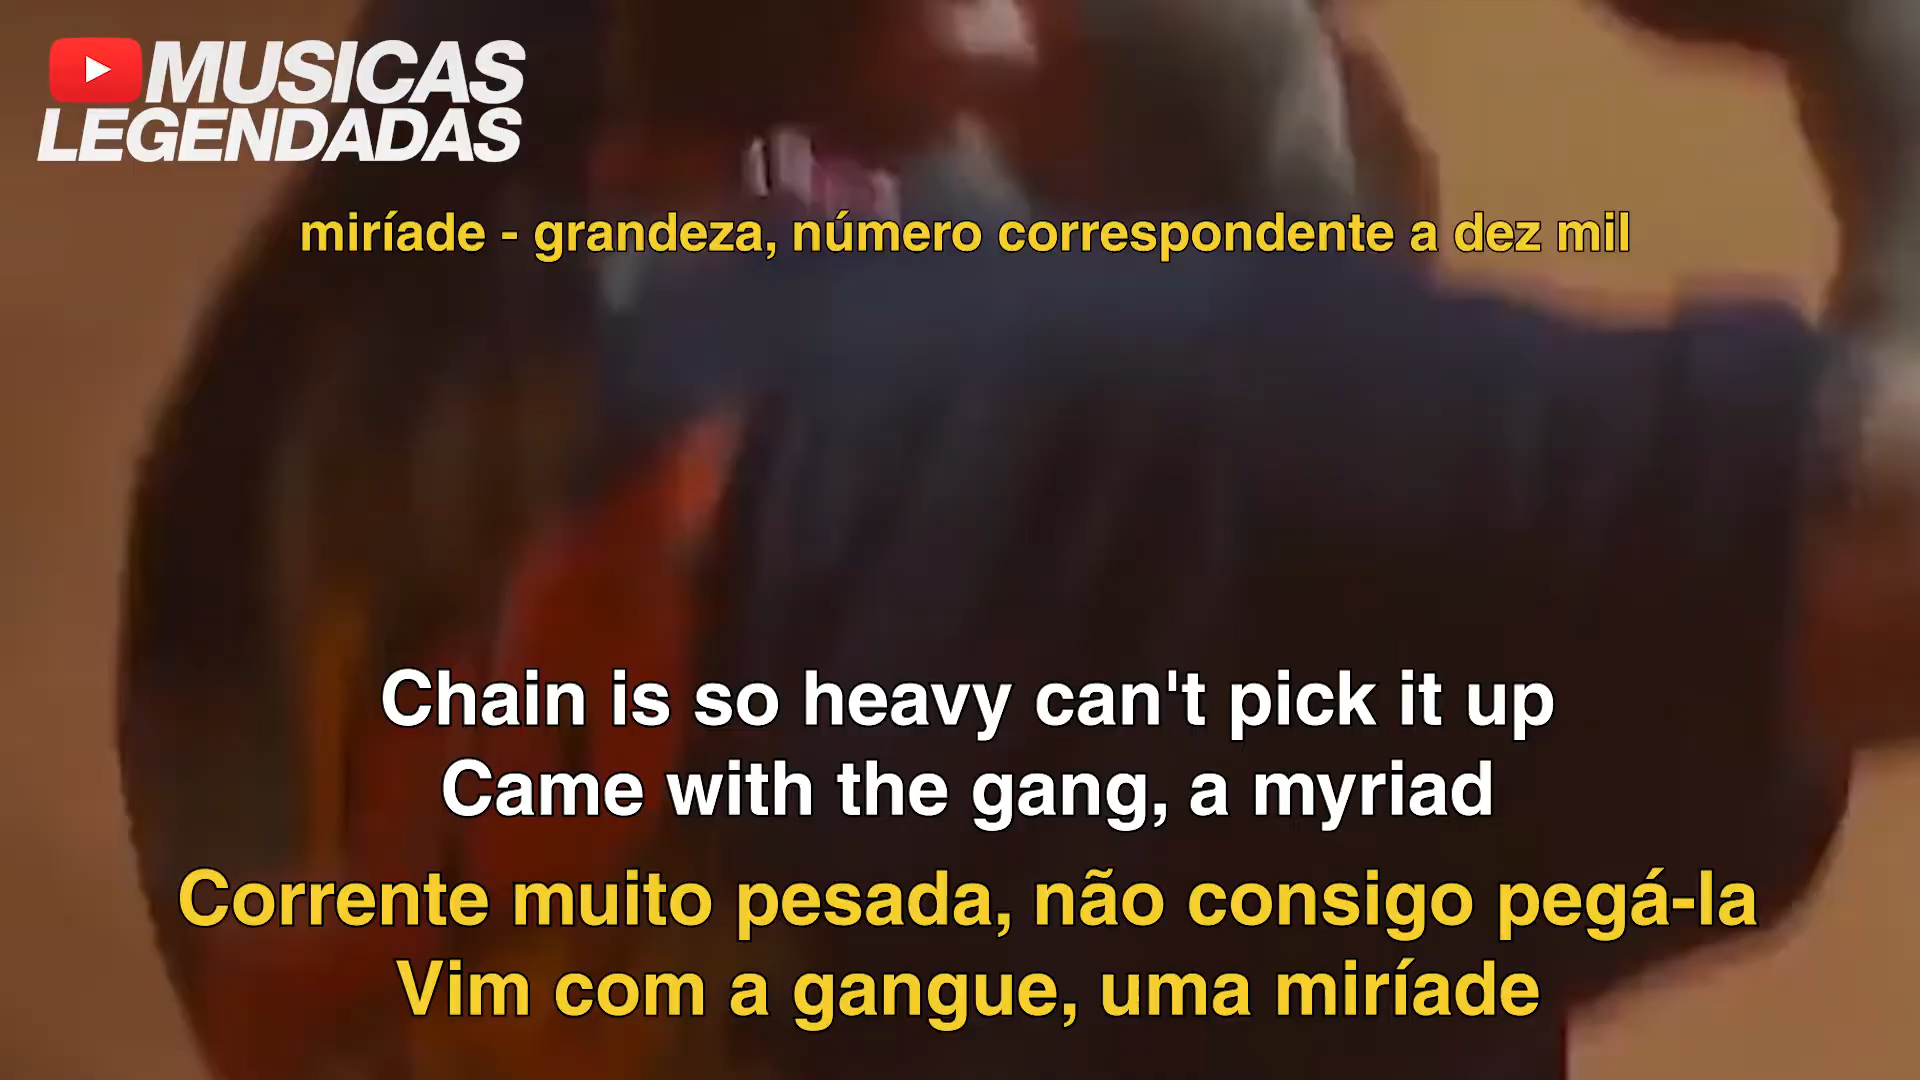 MUSICAS
LEGENDADAS
miríade - grandeza, número correspondente a dez mil
Chain is so heavy can't pick it up
Came with the gang, a myriad
Corrente muito pesada, não consigo pegá-la
Vim com a gangue, uma miríade